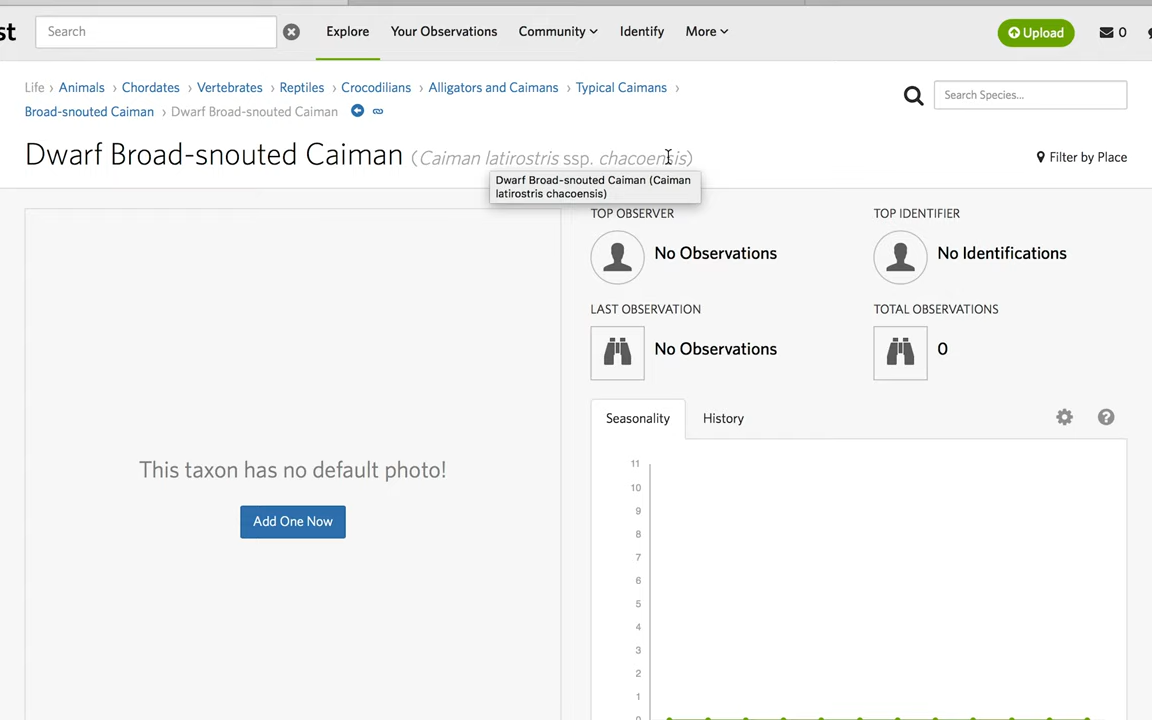 st
Search
Explore
Your Observations
Community
Identify
More
Upload
0
Life › Animals › Chordates › Vertebrates › Reptiles › Crocodilians › Alligators and Caimans › Typical Caimans ›
Broad-snouted Caiman › Dwarf Broad-snouted Caiman
Search Species...
Dwarf Broad-snouted Caiman (Caiman latirostris ssp. chacoensis)
Filter by Place
Dwarf Broad-snouted Caiman (Caiman
latirostris chacoensis)
TOP OBSERVER
No Observations
TOP IDENTIFIER
No Identifications
LAST OBSERVATION
No Observations
TOTAL OBSERVATIONS
0
This taxon has no default photo!
Add One Now
Seasonality
History
?
11
10
9
8
7
6
5
4
3
2
1
0